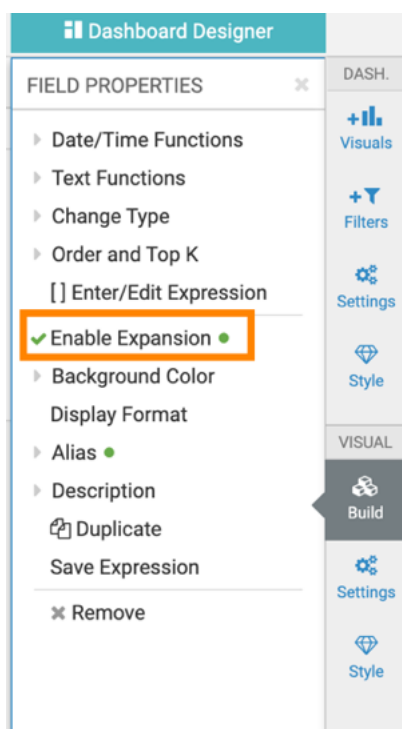 Dashboard Designer
FIELD PROPERTIES
Date/Time Functions
Text Functions
Change Type
Order and Top K
[ ] Enter/Edit Expression
Enable Expansion
Background Color
Display Format
Alias
Description
Duplicate
Save Expression
Remove
DASH.
Visuals
Filters
Settings
Style
VISUAL
Build
Settings
Style